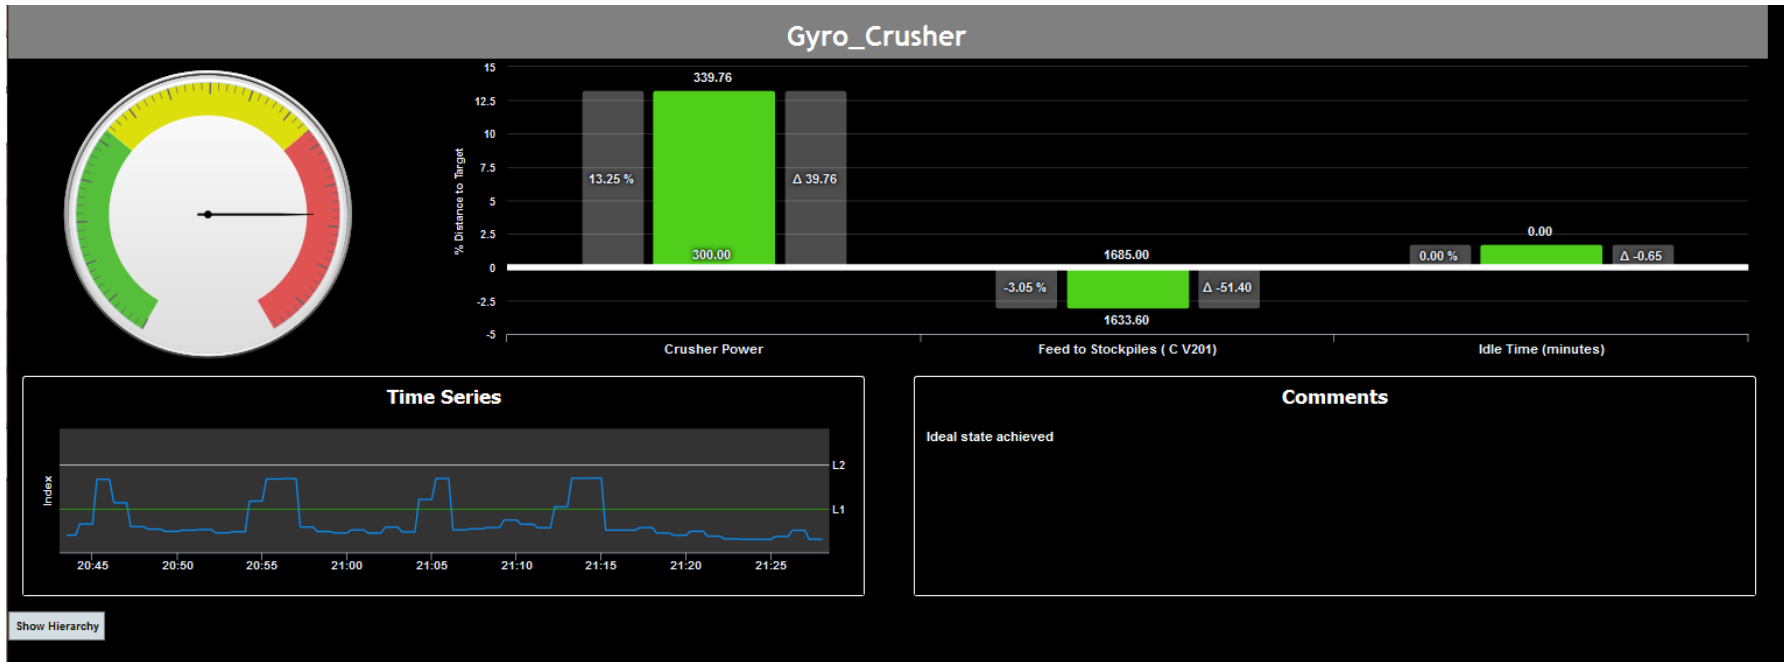 Gyro_Crusher
15
12.5
10
7.5
5
2.5
0
-2.5
-5
% Distance to Target
339.76
13.25 %
Δ 39.76
300.00
1685.00
-3.05 %
Δ -51.40
1633.60
0.00
0.00 %
Δ -0.65
Crusher Power
Feed to Stockpiles ( C V201)
Idle Time (minutes)
Time Series
Index
L2
L1
20:45 20:50 20:55 21:00 21:05 21:10 21:15 21:20 21:25
Comments
Ideal state achieved
Show Hierarchy